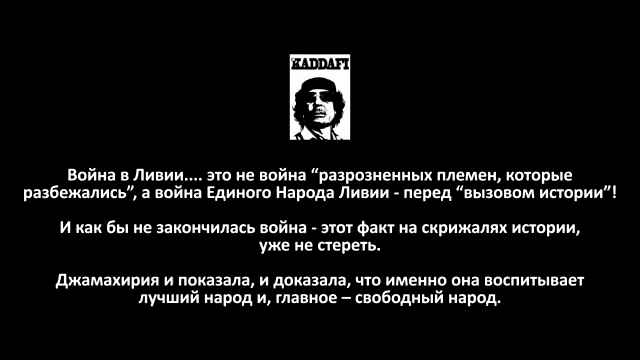 KADDAFI
Война в Ливии.... это не война “разрозненных племен, которые
разбежались”, а война Единого Народа Ливии - перед “вызовом истории”!
И как бы не закончилась война - этот факт на скрижалях истории,
уже не стереть.
Джамахирия и показала, и доказала, что именно она воспитывает
лучший народ и, главное – свободный народ.